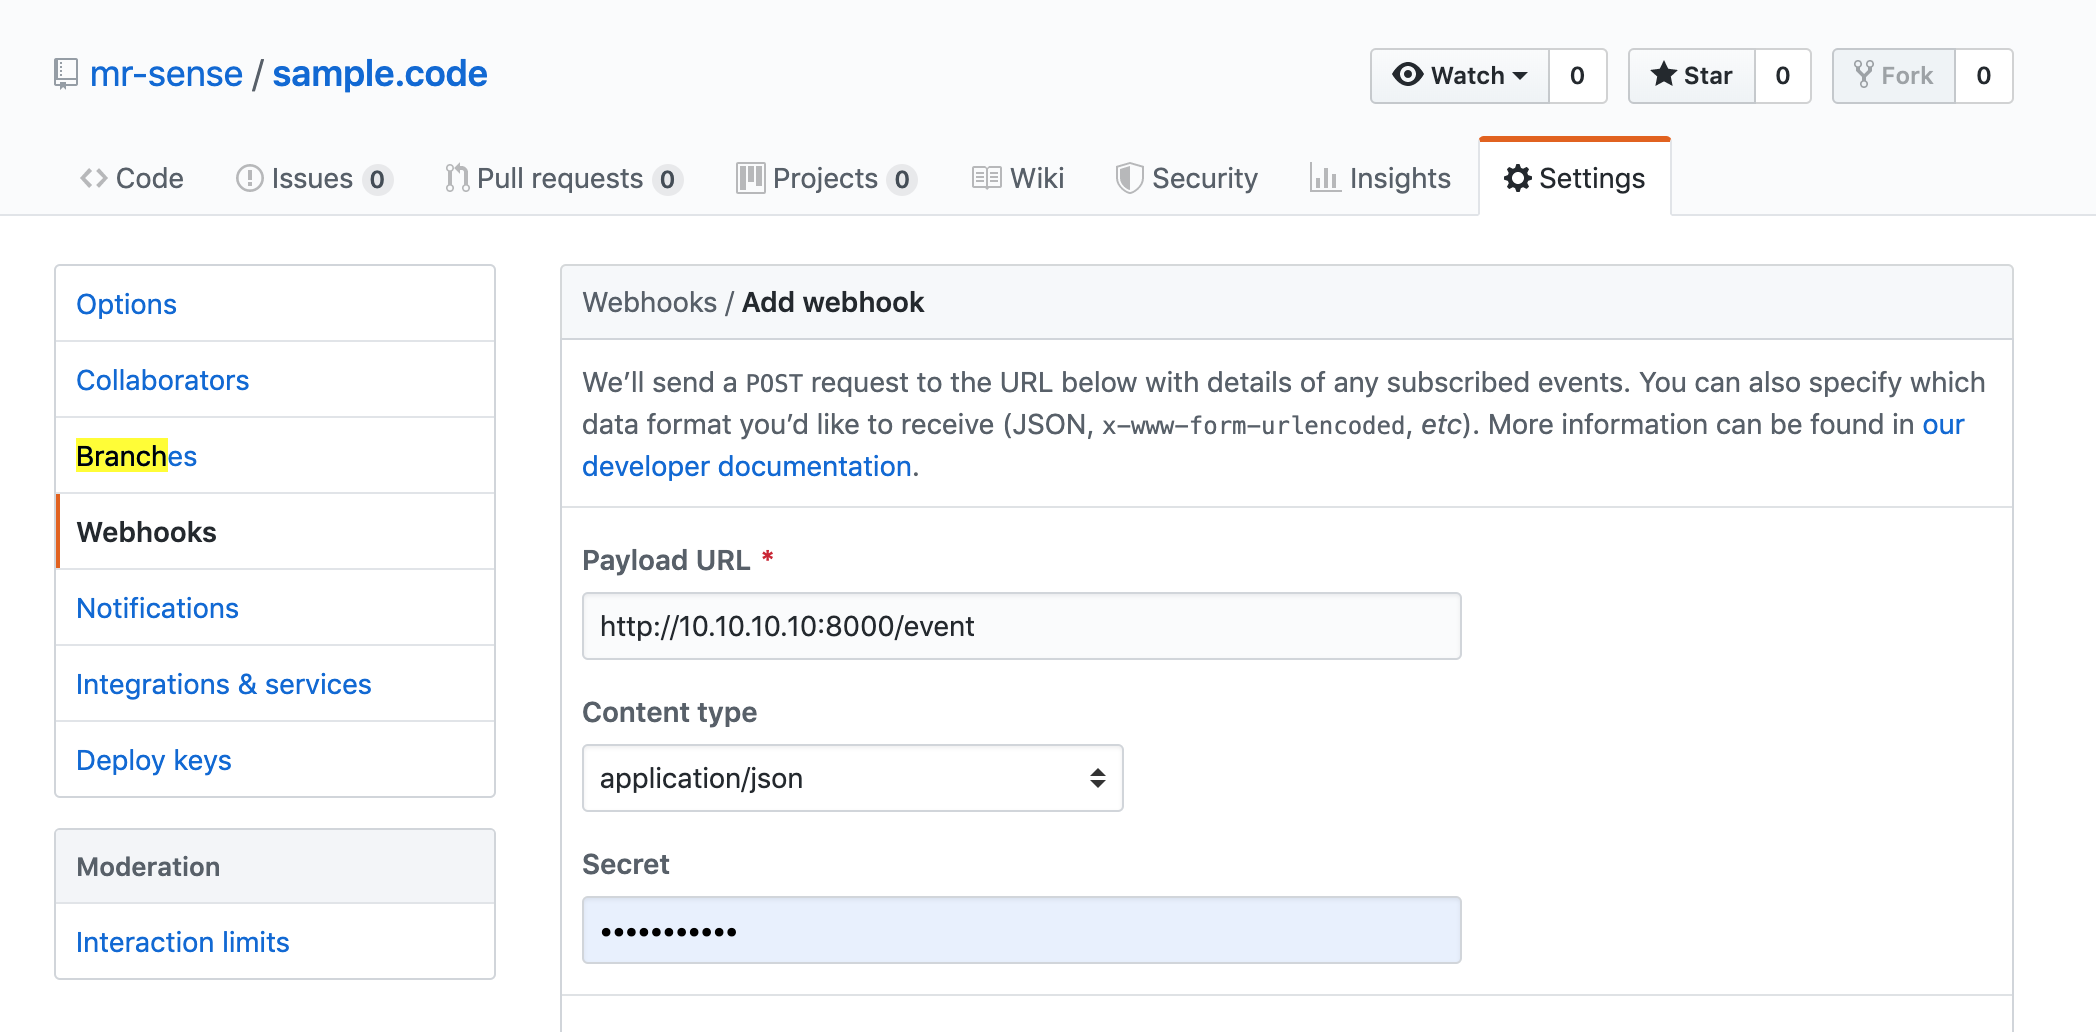 mr-sense / sample.code
Watch 0 Star 0 Fork 0
Code Issues 0 Pull requests 0 Projects 0 Wiki Security Insights Settings
Options
Collaborators
Branches
Webhooks
Notifications
Integrations & services
Deploy keys
Moderation
Interaction limits
Webhooks / Add webhook
We’ll send a POST request to the URL below with details of any subscribed events. You can also specify which
data format you’d like to receive (JSON, x-www-form-urlencoded, etc). More information can be found in our
developer documentation.
Payload URL *
http://10.10.10.10:8000/event
Content type
application/json
Secret
•••••••••••